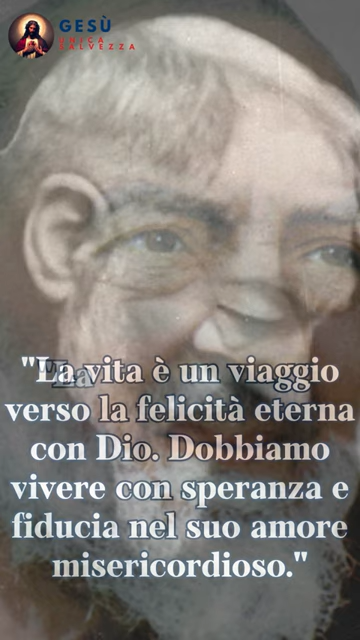 GESÙ
UNICA
SALVEZZA
"La vita è un viaggio
verso la felicità eterna
con Dio. Dobbiamo
vivere con speranza e
fiducia nel suo amore
misericordioso."